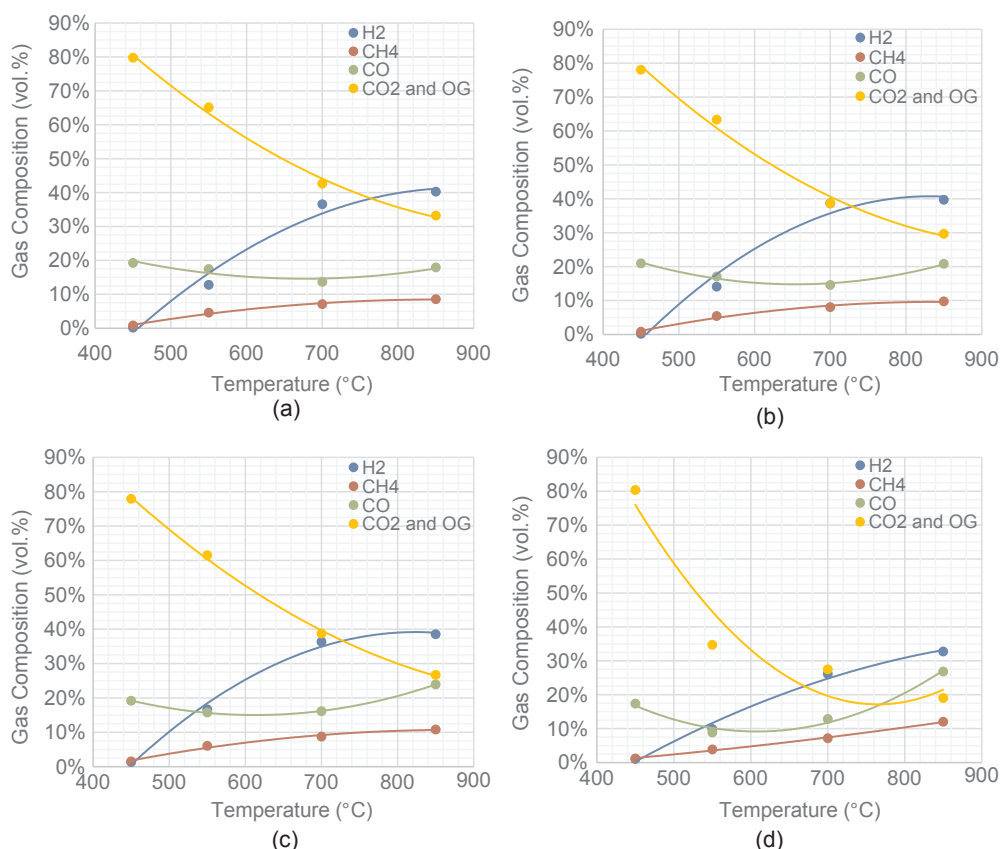 90%
80%
70%
60%
50%
40%
30%
20%
10%
0%
Gas Composition (vol.%)
H2
CH4
CO
CO2 and OG
400 500 600 700 800 900
Temperature (°C)
(a)
90%
80%
70%
60%
50%
40%
30%
20%
10%
0%
Gas Composition (vol.%)
H2
CH4
CO
CO2 and OG
400 500 600 700 800 900
Temperature (°C)
(b)
90%
80%
70%
60%
50%
40%
30%
20%
10%
0%
Gas Composition (vol.%)
H2
CH4
CO
CO2 and OG
400 500 600 700 800 900
Temperature (°C)
(c)
90%
80%
70%
60%
50%
40%
30%
20%
10%
0%
Gas Composition (vol.%)
H2
CH4
CO
CO2 and OG
400 500 600 700 800 900
Temperature (°C)
(d)